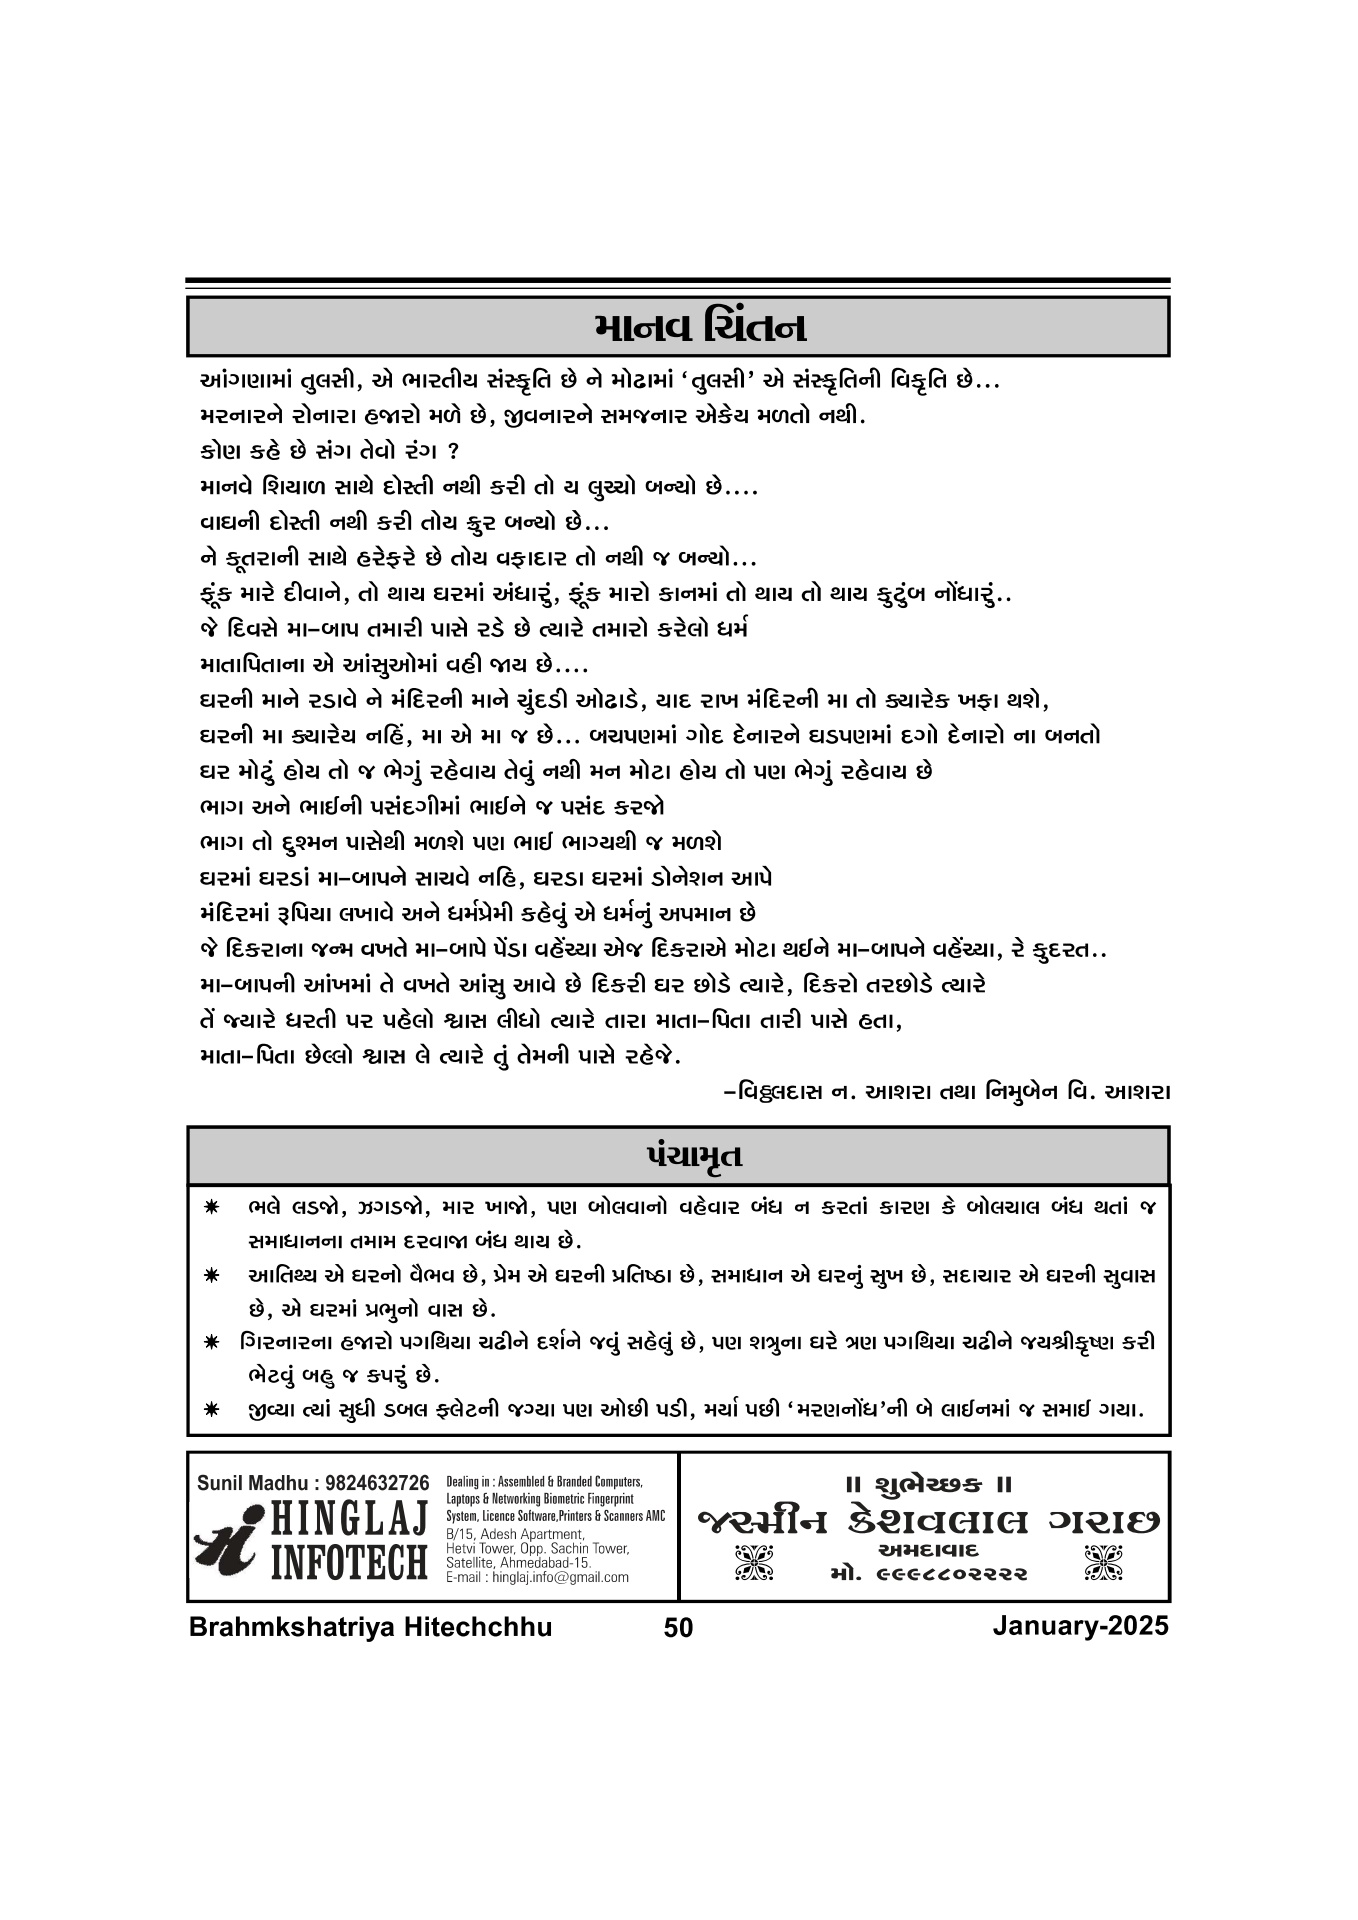 માનવ ચિંતન
આંગણામાં તુલસી, એ ભારતીય સંસ્કૃતિ છે ને મોઢામાં ‘તુલસી’ એ સંસ્કૃતિની વિકૃતિ છે...
મરનારને રોનારા હજારો મળે છે, જીવનારને સમજનાર એકેય મળતો નથી.
કોણ કહે છે સંગ તેવો રંગ ?
માનવે શિયાળ સાથે દોસ્તી નથી કરી તો ય લુચ્ચો બન્યો છે....
વાઘની દોસ્તી નથી કરી તોય ક્રુર બન્યો છે...
ને કૂતરાની સાથે હરેફરે છે તોય વફાદાર તો નથી જ બન્યો...
ફૂંક મારે દીવાને, તો થાય ઘરમાં અંધારું, ફૂંક મારો કાનમાં તો થાય તો થાય કુટુંબ નોંધારું..
જે દિવસે મા–બાપ તમારી પાસે રડે છે ત્યારે તમારો કરેલો ધર્મ
માતાપિતાના એ આંસુઓમાં વહી જાય છે....
ઘરની માને રડાવે ને મંદિરની માને ચુંદડી ઓઢાડે, યાદ રાખ મંદિરની મા તો ક્યારેક ખફા થશે,
ઘરની મા ક્યારેય નહિં, મા એ મા જ છે... બચપણમાં ગોદ દેનારને ઘડપણમાં દગો દેનારો ના બનતો
ઘર મોટું હોય તો જ ભેગું રહેવાય તેવું નથી મન મોટા હોય તો પણ ભેગું રહેવાય છે
ભાગ અને ભાઈની પસંદગીમાં ભાઈને જ પસંદ કરજો
ભાગ તો દુશ્મન પાસેથી મળશે પણ ભાઈ ભાગ્યથી જ મળશે
ઘરમાં ઘરડાં મા–બાપને સાચવે નહિ, ઘરડા ઘરમાં ડોનેશન આપે
મંદિરમાં રૂપિયા લખાવે અને ધર્મપ્રેમી કહેવું એ ધર્મનું અપમાન છે
જે દિકરાના જન્મ વખતે મા–બાપે પેંડા વહેંચ્યા એજ દિકરાએ મોટા થઈને મા–બાપને વહેંચ્યા, રે કુદરત..
મા–બાપની આંખમાં તે વખતે આંસુ આવે છે દિકરી ઘર છોડે ત્યારે, દિકરો તરછોડે ત્યારે
તેં જ્યારે ધરતી પર પહેલો શ્વાસ લીધો ત્યારે તારા માતા–પિતા તારી પાસે હતા,
માતા–પિતા છેલ્લો શ્વાસ લે ત્યારે તું તેમની પાસે રહેજે.
–વિઠ્ઠલદાસ ન. આશરા તથા નિમુબેન વિ. આશરા
પંચામૃત
✷ ભલે લડજો, ઝગડજો, માર ખાજો, પણ બોલવાનો વહેવાર બંધ ન કરતાં કારણ કે બોલચાલ બંધ થતાં જ
સમાધાનના તમામ દરવાજા બંધ થાય છે.
✷ આતિથ્ય એ ઘરનો વૈભવ છે, પ્રેમ એ ઘરની પ્રતિષ્ઠા છે, સમાધાન એ ઘરનું સુખ છે, સદાચાર એ ઘરની સુવાસ
છે, એ ઘરમાં પ્રભુનો વાસ છે.
✷ ગિરનારના હજારો પગથિયા ચઢીને દર્શને જવું સહેલું છે, પણ શત્રુના ઘરે ત્રણ પગથિયા ચઢીને જયશ્રીકૃષ્ણ કરી
ભેટવું બહુ જ કપરું છે.
✷ જીવ્યા ત્યાં સુધી ડબલ ફ્લેટની જગ્યા પણ ઓછી પડી, મર્યા પછી ‘મરણનોંધ’ની બે લાઈનમાં જ સમાઈ ગયા.
Sunil Madhu : 9824632726
HINGLAJ
INFOTECH
Dealing in : Assembled & Branded Computers,
Laptops & Networking Biometric Fingerprint
System, Licence Software,Printers & Scanners AMC
B/15, Adesh Apartment,
Hetvi Tower, Opp. Sachin Tower,
Satellite, Ahmedabad-15.
E-mail : hinglaj.info@gmail.com
॥ શુભેચ્છક ॥
જસ્મીન કેશવલાલ ગરાછ
અમદાવાદ
મો. ૯૯૯૮૮૦૨૨૨૨
Brahmkshatriya Hitechchhu 50 January-2025